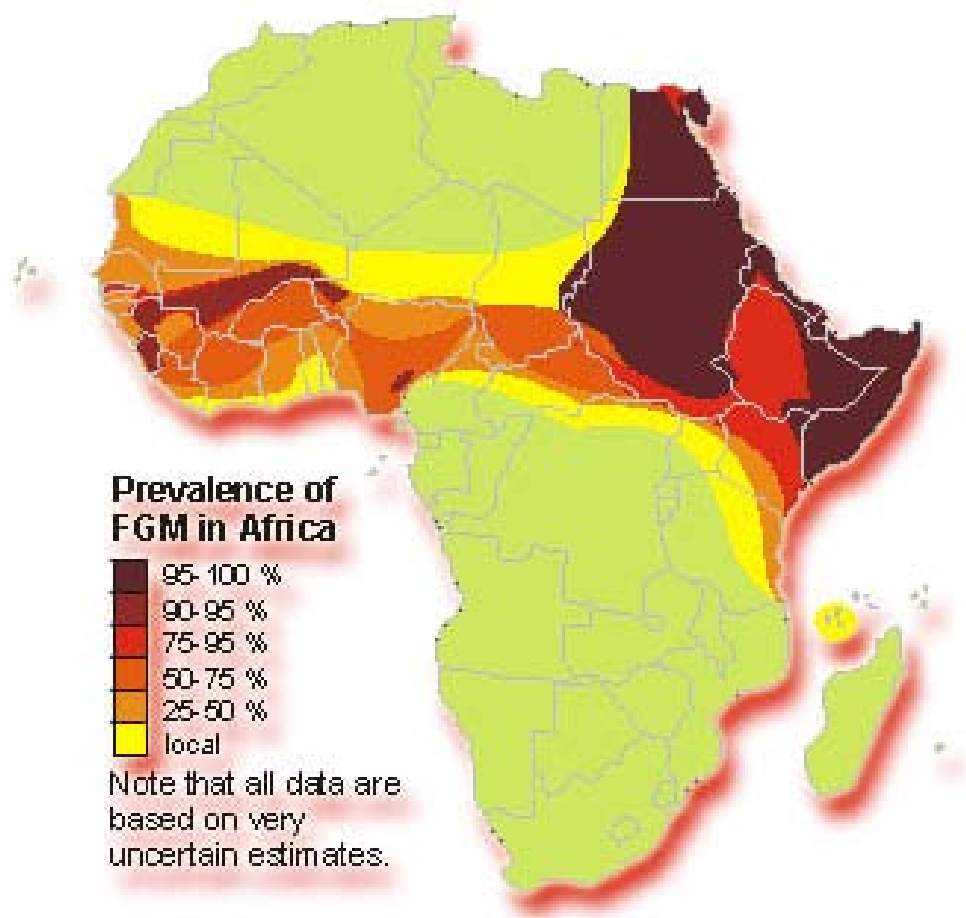 Prevalence of
FGM in Africa
95-100 %
90-95 %
75-95 %
50-75 %
25-50 %
local
Note that all data are
based on very
uncertain estimates.